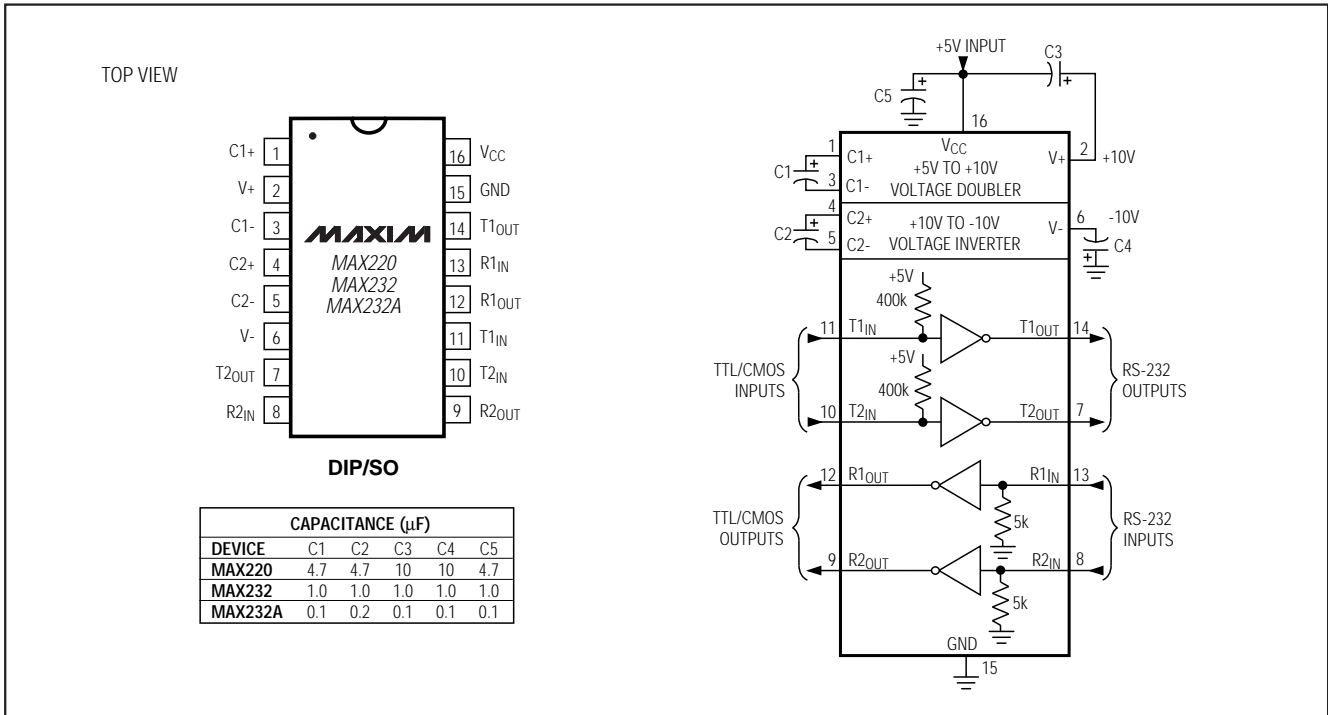 TOP VIEW
C1+ 1
V+ 2
C1- 3
C2+ 4
C2- 5
V- 6
T2OUT 7
R2IN 8
16 VCC
15 GND
14 T1OUT
13 R1IN
12 R1OUT
11 T1IN
10 T2IN
9 R2OUT
MAXIM
MAX220
MAX232
MAX232A
DIP/SO
CAPACITANCE (µF)
DEVICE C1 C2 C3 C4 C5
MAX220 4.7 4.7 10 10 4.7
MAX232 1.0 1.0 1.0 1.0 1.0
MAX232A 0.1 0.2 0.1 0.1 0.1
+5V INPUT
C3
+
C5
+
16
VCC
+5V TO +10V
VOLTAGE DOUBLER
1
C1+
C1
+
3
C1-
V+
2
+10V
4
C2+
C2
+
5
C2-
+10V TO -10V
VOLTAGE INVERTER
V-
6
-10V
C4
+
+5V
400k
11 T1IN
T1OUT 14
+5V
400k
10 T2IN
T2OUT 7
TTL/CMOS
INPUTS
RS-232
OUTPUTS
12 R1OUT
R1IN 13
5k
9 R2OUT
R2IN 8
5k
TTL/CMOS
OUTPUTS
RS-232
INPUTS
GND
15